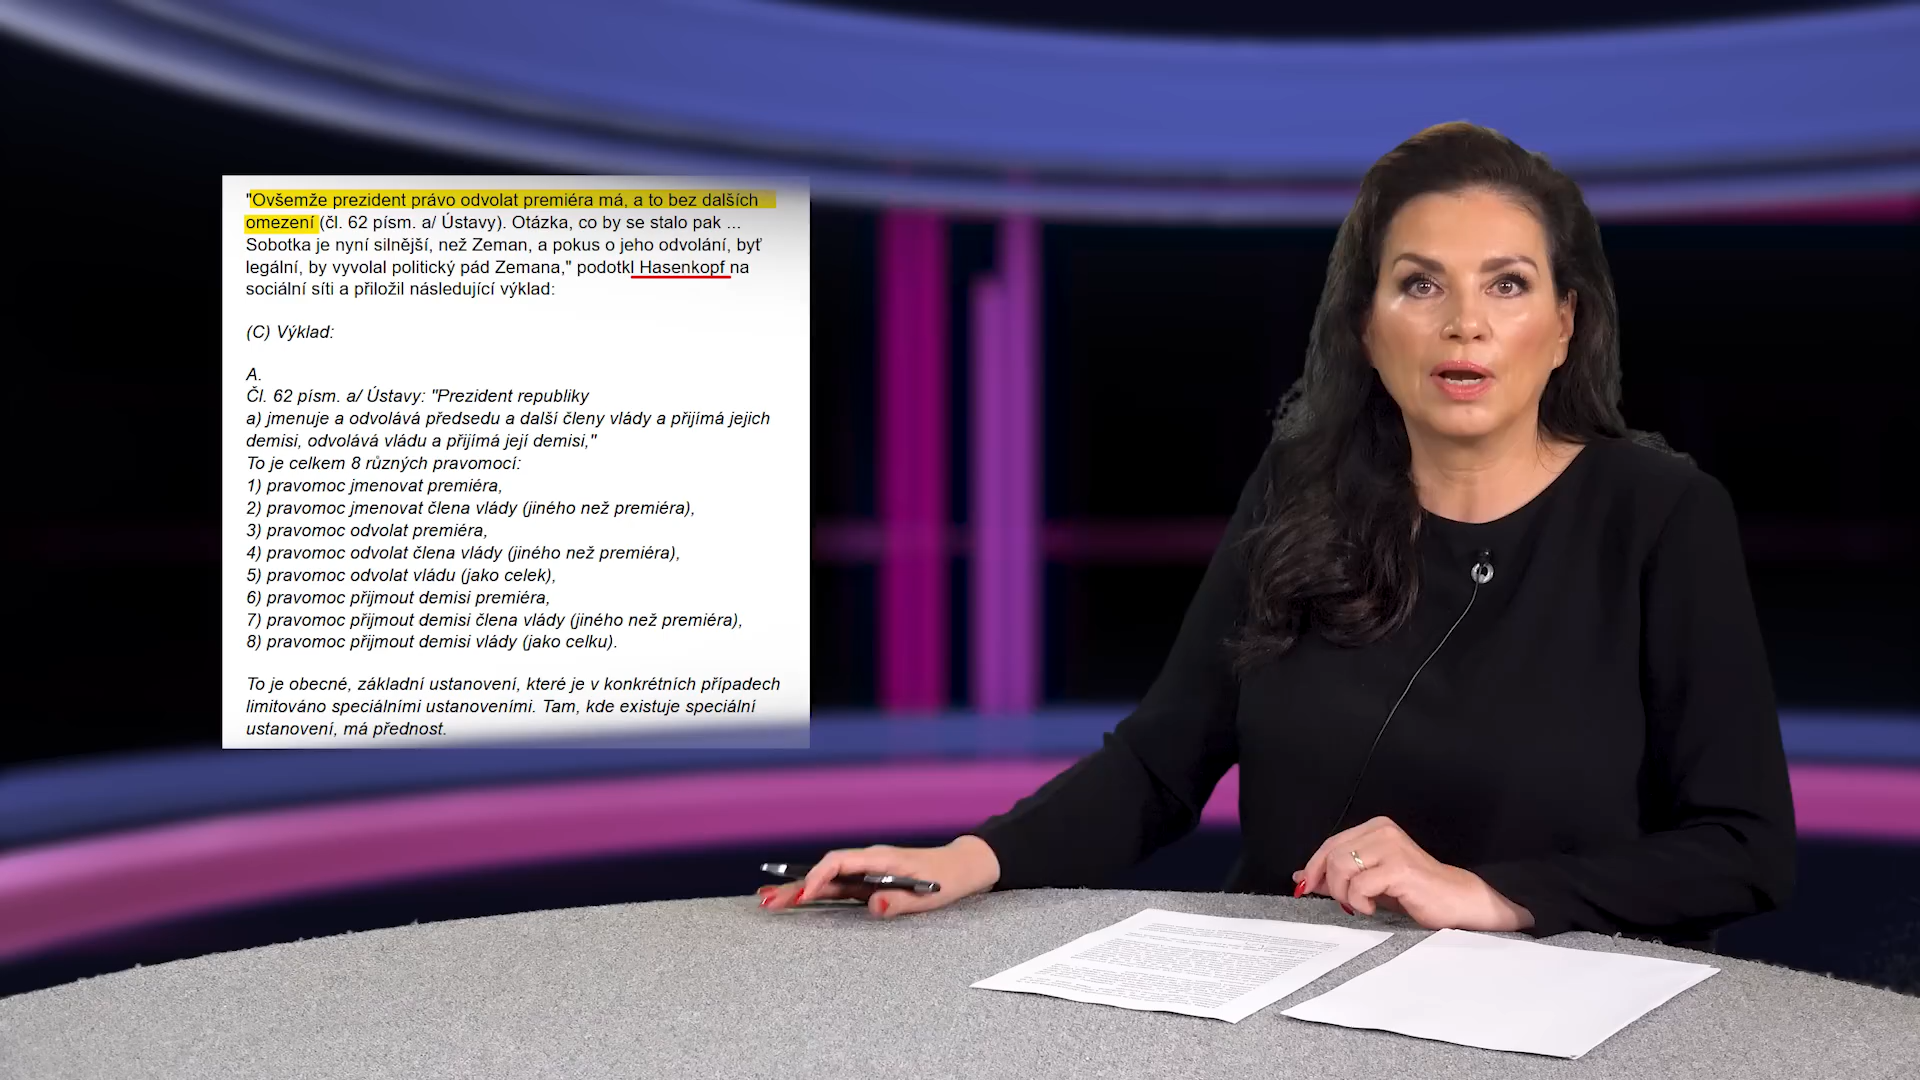 "Ovšemže prezident právo odvolat premiéra má, a to bez dalších
omezení (čl. 62 písm. a/ Ústavy). Otázka, co by se stalo pak ...
Sobotka je nyní silnější, než Zeman, a pokus o jeho odvolání, byť
legální, by vyvolal politický pád Zemana," podotkl Hasenkopf na
sociální síti a přiložil následující výklad:
(C) Výklad:
A.
Čl. 62 písm. a/ Ústavy: "Prezident republiky
a) jmenuje a odvolává předsedu a další členy vlády a přijímá jejich
demisi, odvolává vládu a přijímá její demisi,"
To je celkem 8 různých pravomocí:
1) pravomoc jmenovat premiéra,
2) pravomoc jmenovat člena vlády (jiného než premiéra),
3) pravomoc odvolat premiéra,
4) pravomoc odvolat člena vlády (jiného než premiéra),
5) pravomoc odvolat vládu (jako celek),
6) pravomoc přijmout demisi premiéra,
7) pravomoc přijmout demisi člena vlády (jiného než premiéra),
8) pravomoc přijmout demisi vlády (jako celku).
To je obecné, základní ustanovení, které je v konkrétních případech
limitováno speciálními ustanoveními. Tam, kde existuje speciální
ustanovení, má přednost.